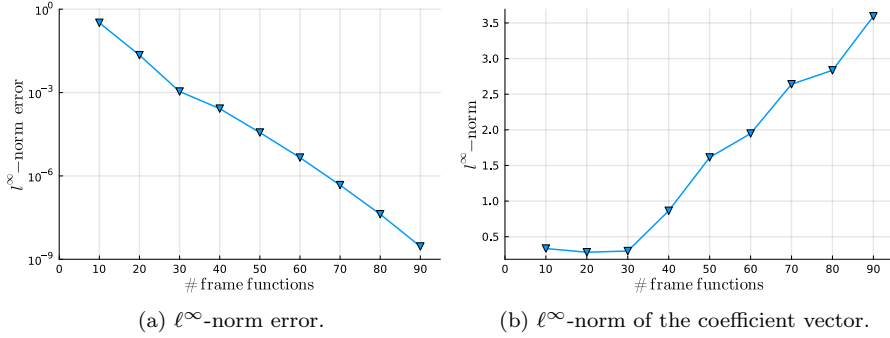 10⁰
10⁻³
10⁻⁶
10⁻⁹
l^∞−norm error
0 10 20 30 40 50 60 70 80 90
# frame functions
(a) ℓ^∞-norm error.
3.5
3.0
2.5
2.0
1.5
1.0
0.5
l^∞−norm
0 10 20 30 40 50 60 70 80 90
# frame functions
(b) ℓ^∞-norm of the coefficient vector.